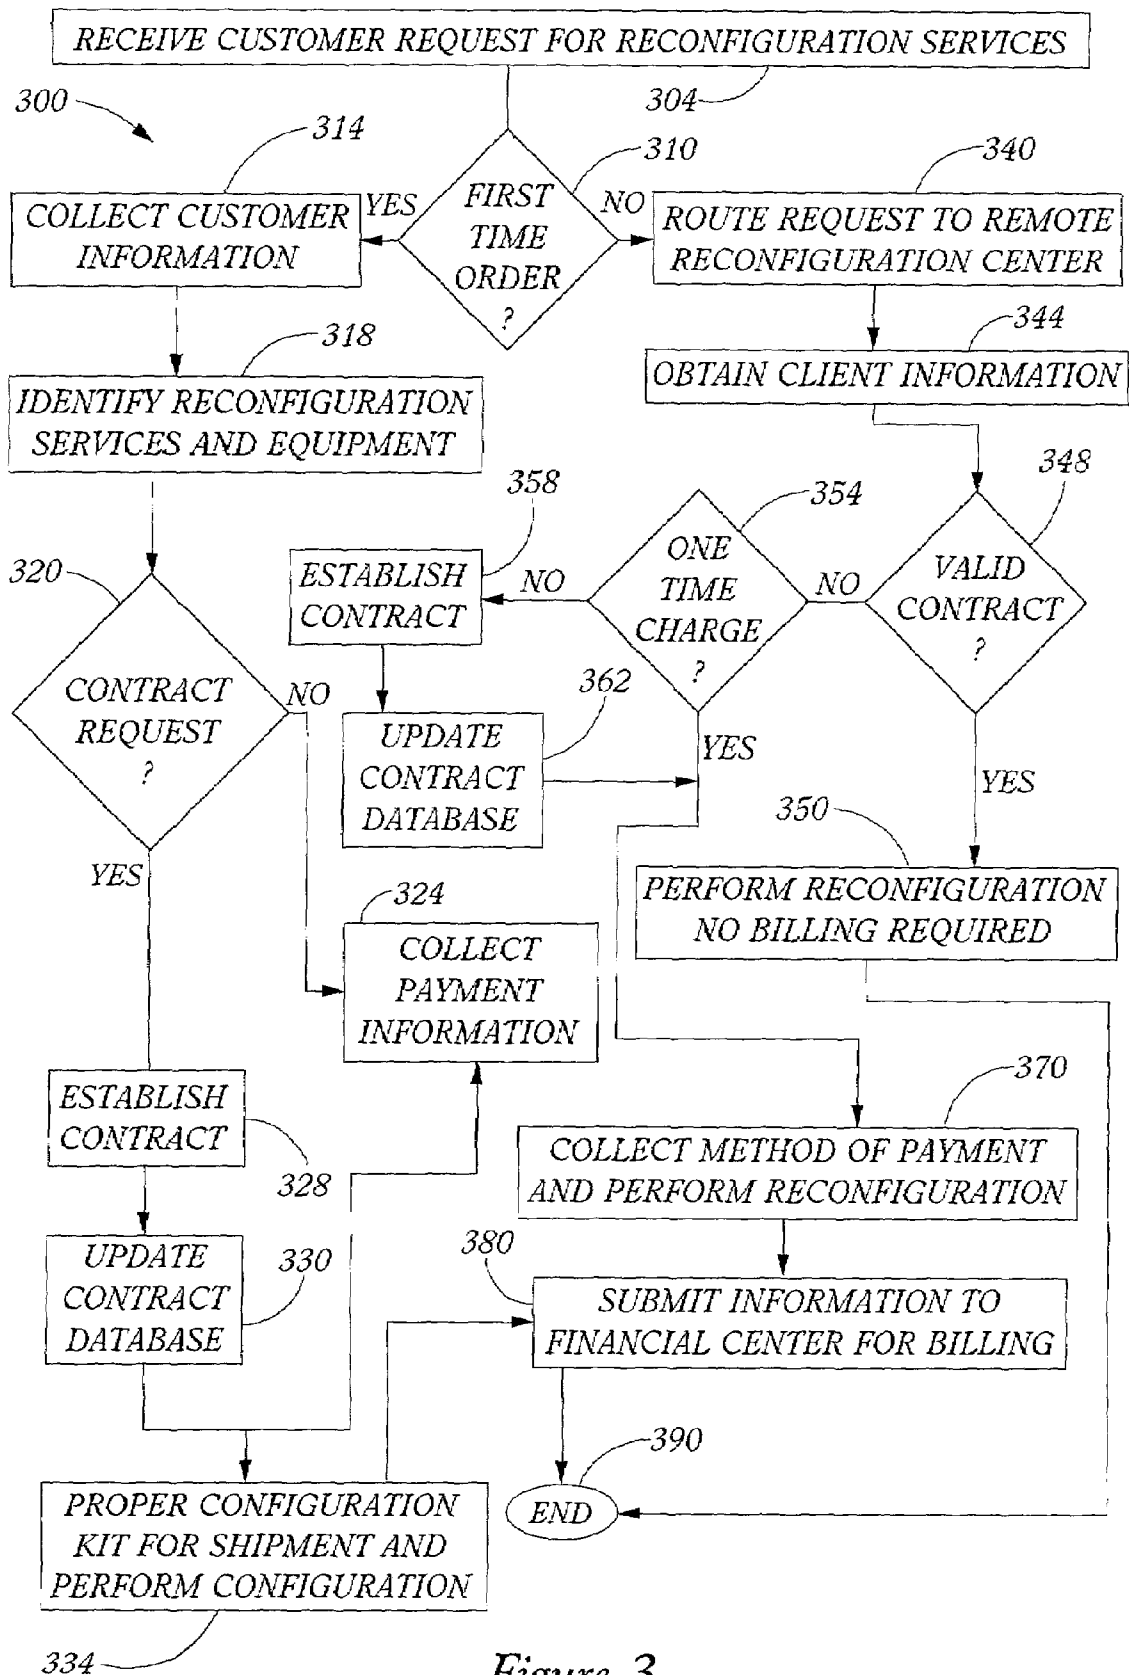 RECEIVE CUSTOMER REQUEST FOR RECONFIGURATION SERVICES
304
300
314
310
340
FIRST
TIME
ORDER
?
YES
NO
COLLECT CUSTOMER
INFORMATION
ROUTE REQUEST TO REMOTE
RECONFIGURATION CENTER
318
344
IDENTIFY RECONFIGURATION
SERVICES AND EQUIPMENT
OBTAIN CLIENT INFORMATION
358
354
348
320
ESTABLISH
CONTRACT
NO
ONE
TIME
CHARGE
?
NO
VALID
CONTRACT
?
CONTRACT
REQUEST
?
NO
362
UPDATE
CONTRACT
DATABASE
YES
YES
350
YES
324
PERFORM RECONFIGURATION
NO BILLING REQUIRED
COLLECT
PAYMENT
INFORMATION
370
ESTABLISH
CONTRACT
328
COLLECT METHOD OF PAYMENT
AND PERFORM RECONFIGURATION
380
UPDATE
CONTRACT
DATABASE
330
SUBMIT INFORMATION TO
FINANCIAL CENTER FOR BILLING
390
END
PROPER CONFIGURATION
KIT FOR SHIPMENT AND
PERFORM CONFIGURATION
334
Figure 3